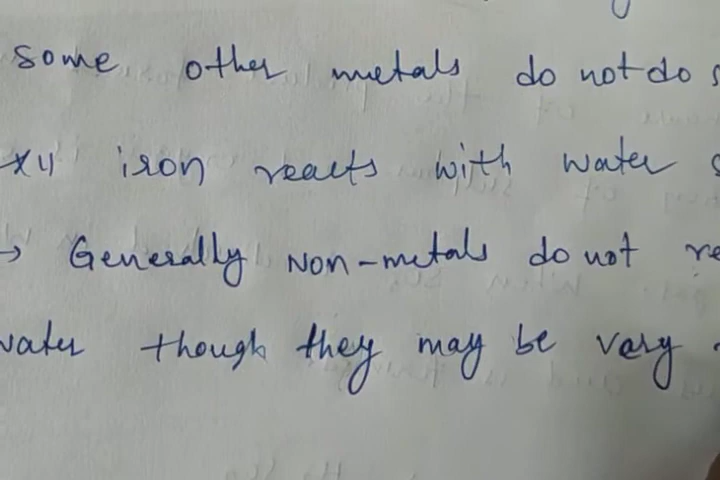 some other metals do not do s
iron reacts with water s
→ Generally Non-metals do not re
water though they may be very